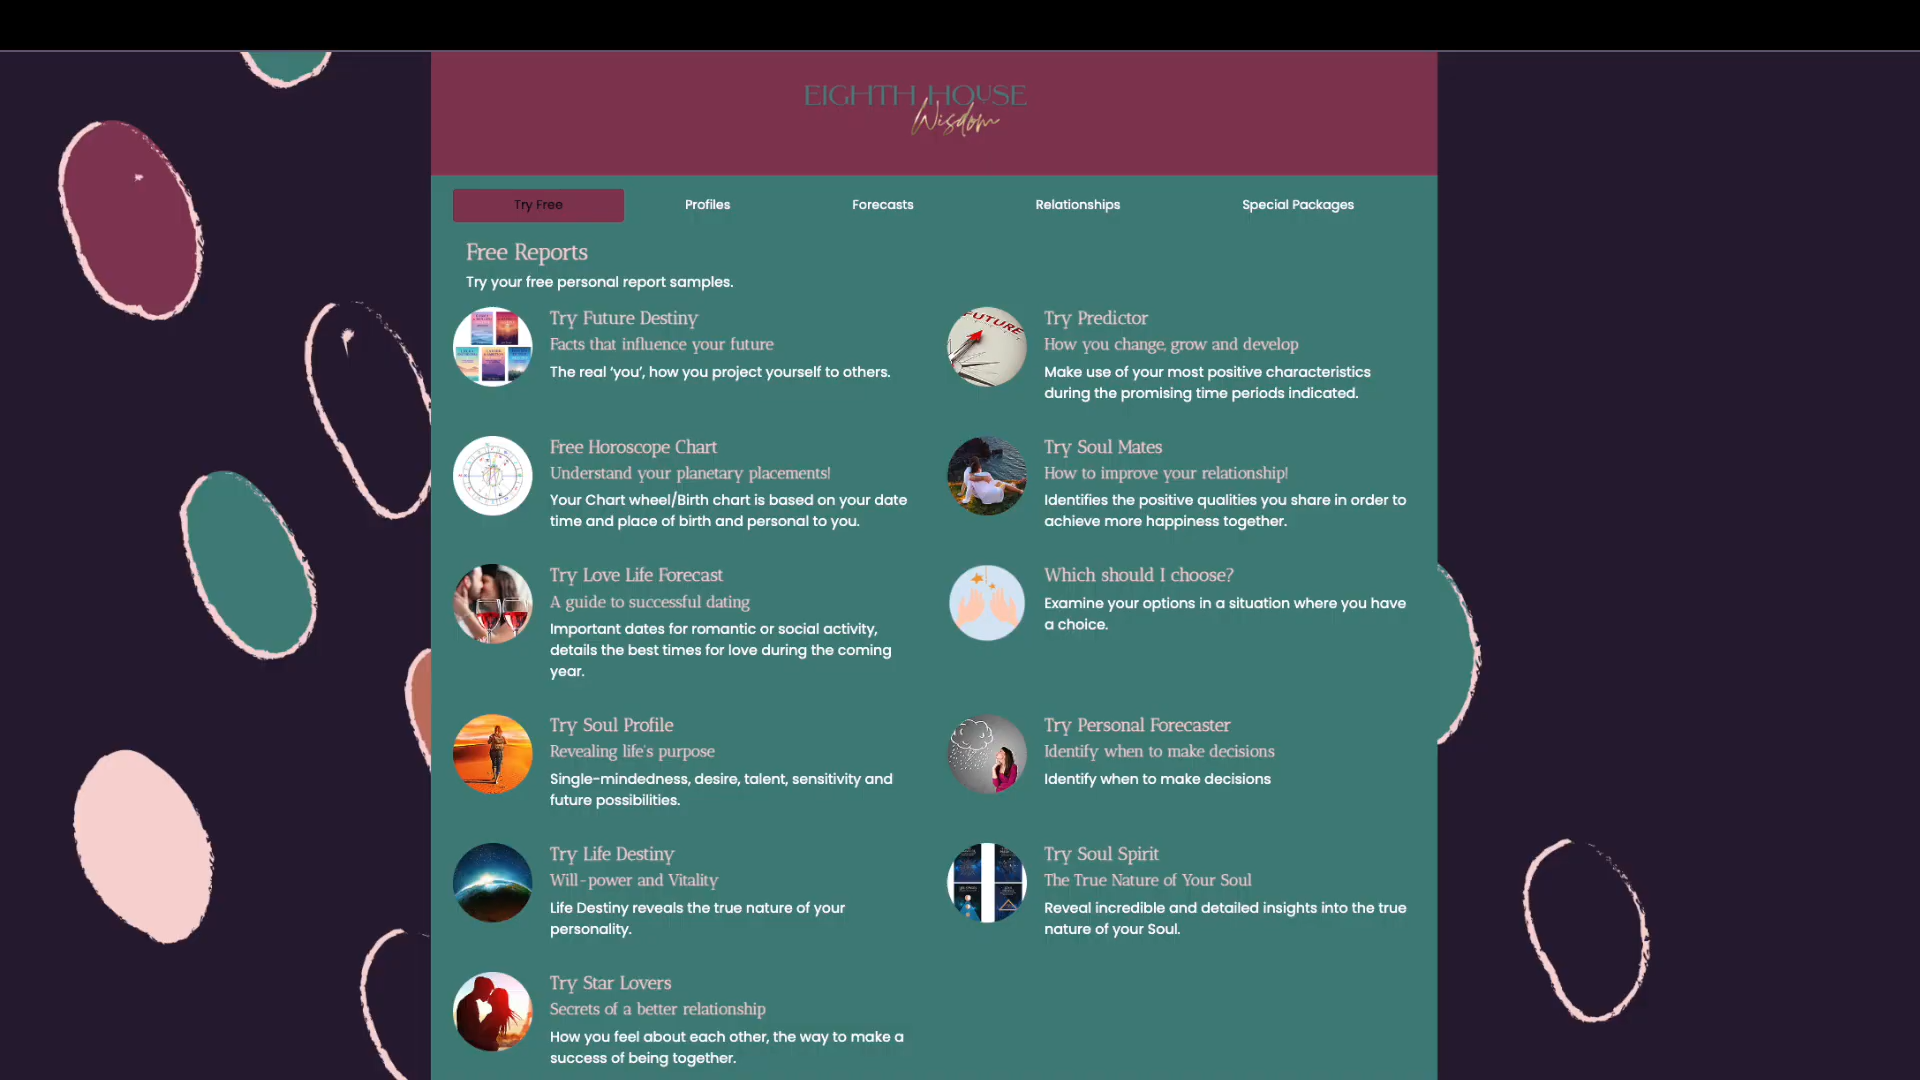 EIGHTH HOUSE
Wisdom
Try Free
Profiles
Forecasts
Relationships
Special Packages
Free Reports
Try your free personal report samples.
Try Future Destiny
Facts that influence your future
The real ‘you’, how you project yourself to others.
FUTURE
Try Predictor
How you change, grow and develop
Make use of your most positive characteristics
during the promising time periods indicated.
Free Horoscope Chart
Understand your planetary placements!
Your Chart wheel/Birth chart is based on your date
time and place of birth and personal to you.
Try Soul Mates
How to improve your relationship!
Identifies the positive qualities you share in order to
achieve more happiness together.
Try Love Life Forecast
A guide to successful dating
Important dates for romantic or social activity,
details the best times for love during the coming
year.
Which should I choose?
Examine your options in a situation where you have
a choice.
Try Soul Profile
Revealing life's purpose
Single-mindedness, desire, talent, sensitivity and
future possibilities.
Try Personal Forecaster
Identify when to make decisions
Identify when to make decisions
Try Life Destiny
Will-power and Vitality
Life Destiny reveals the true nature of your
personality.
Try Soul Spirit
The True Nature of Your Soul
Reveal incredible and detailed insights into the true
nature of your Soul.
Try Star Lovers
Secrets of a better relationship
How you feel about each other, the way to make a
success of being together.